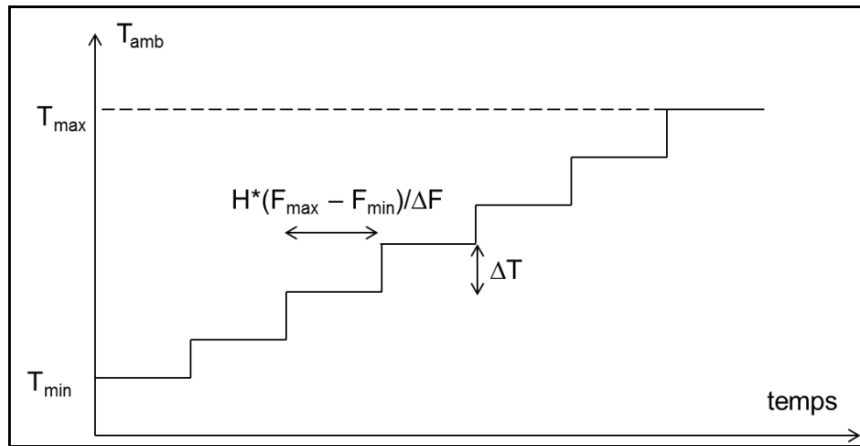 T_amb
T_max
H*(F_max – F_min)/ΔF
ΔT
T_min
temps